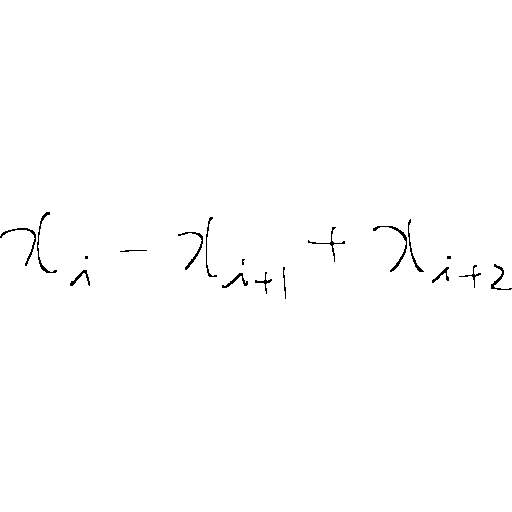 x_i - x_{i+1} + x_{i+2}